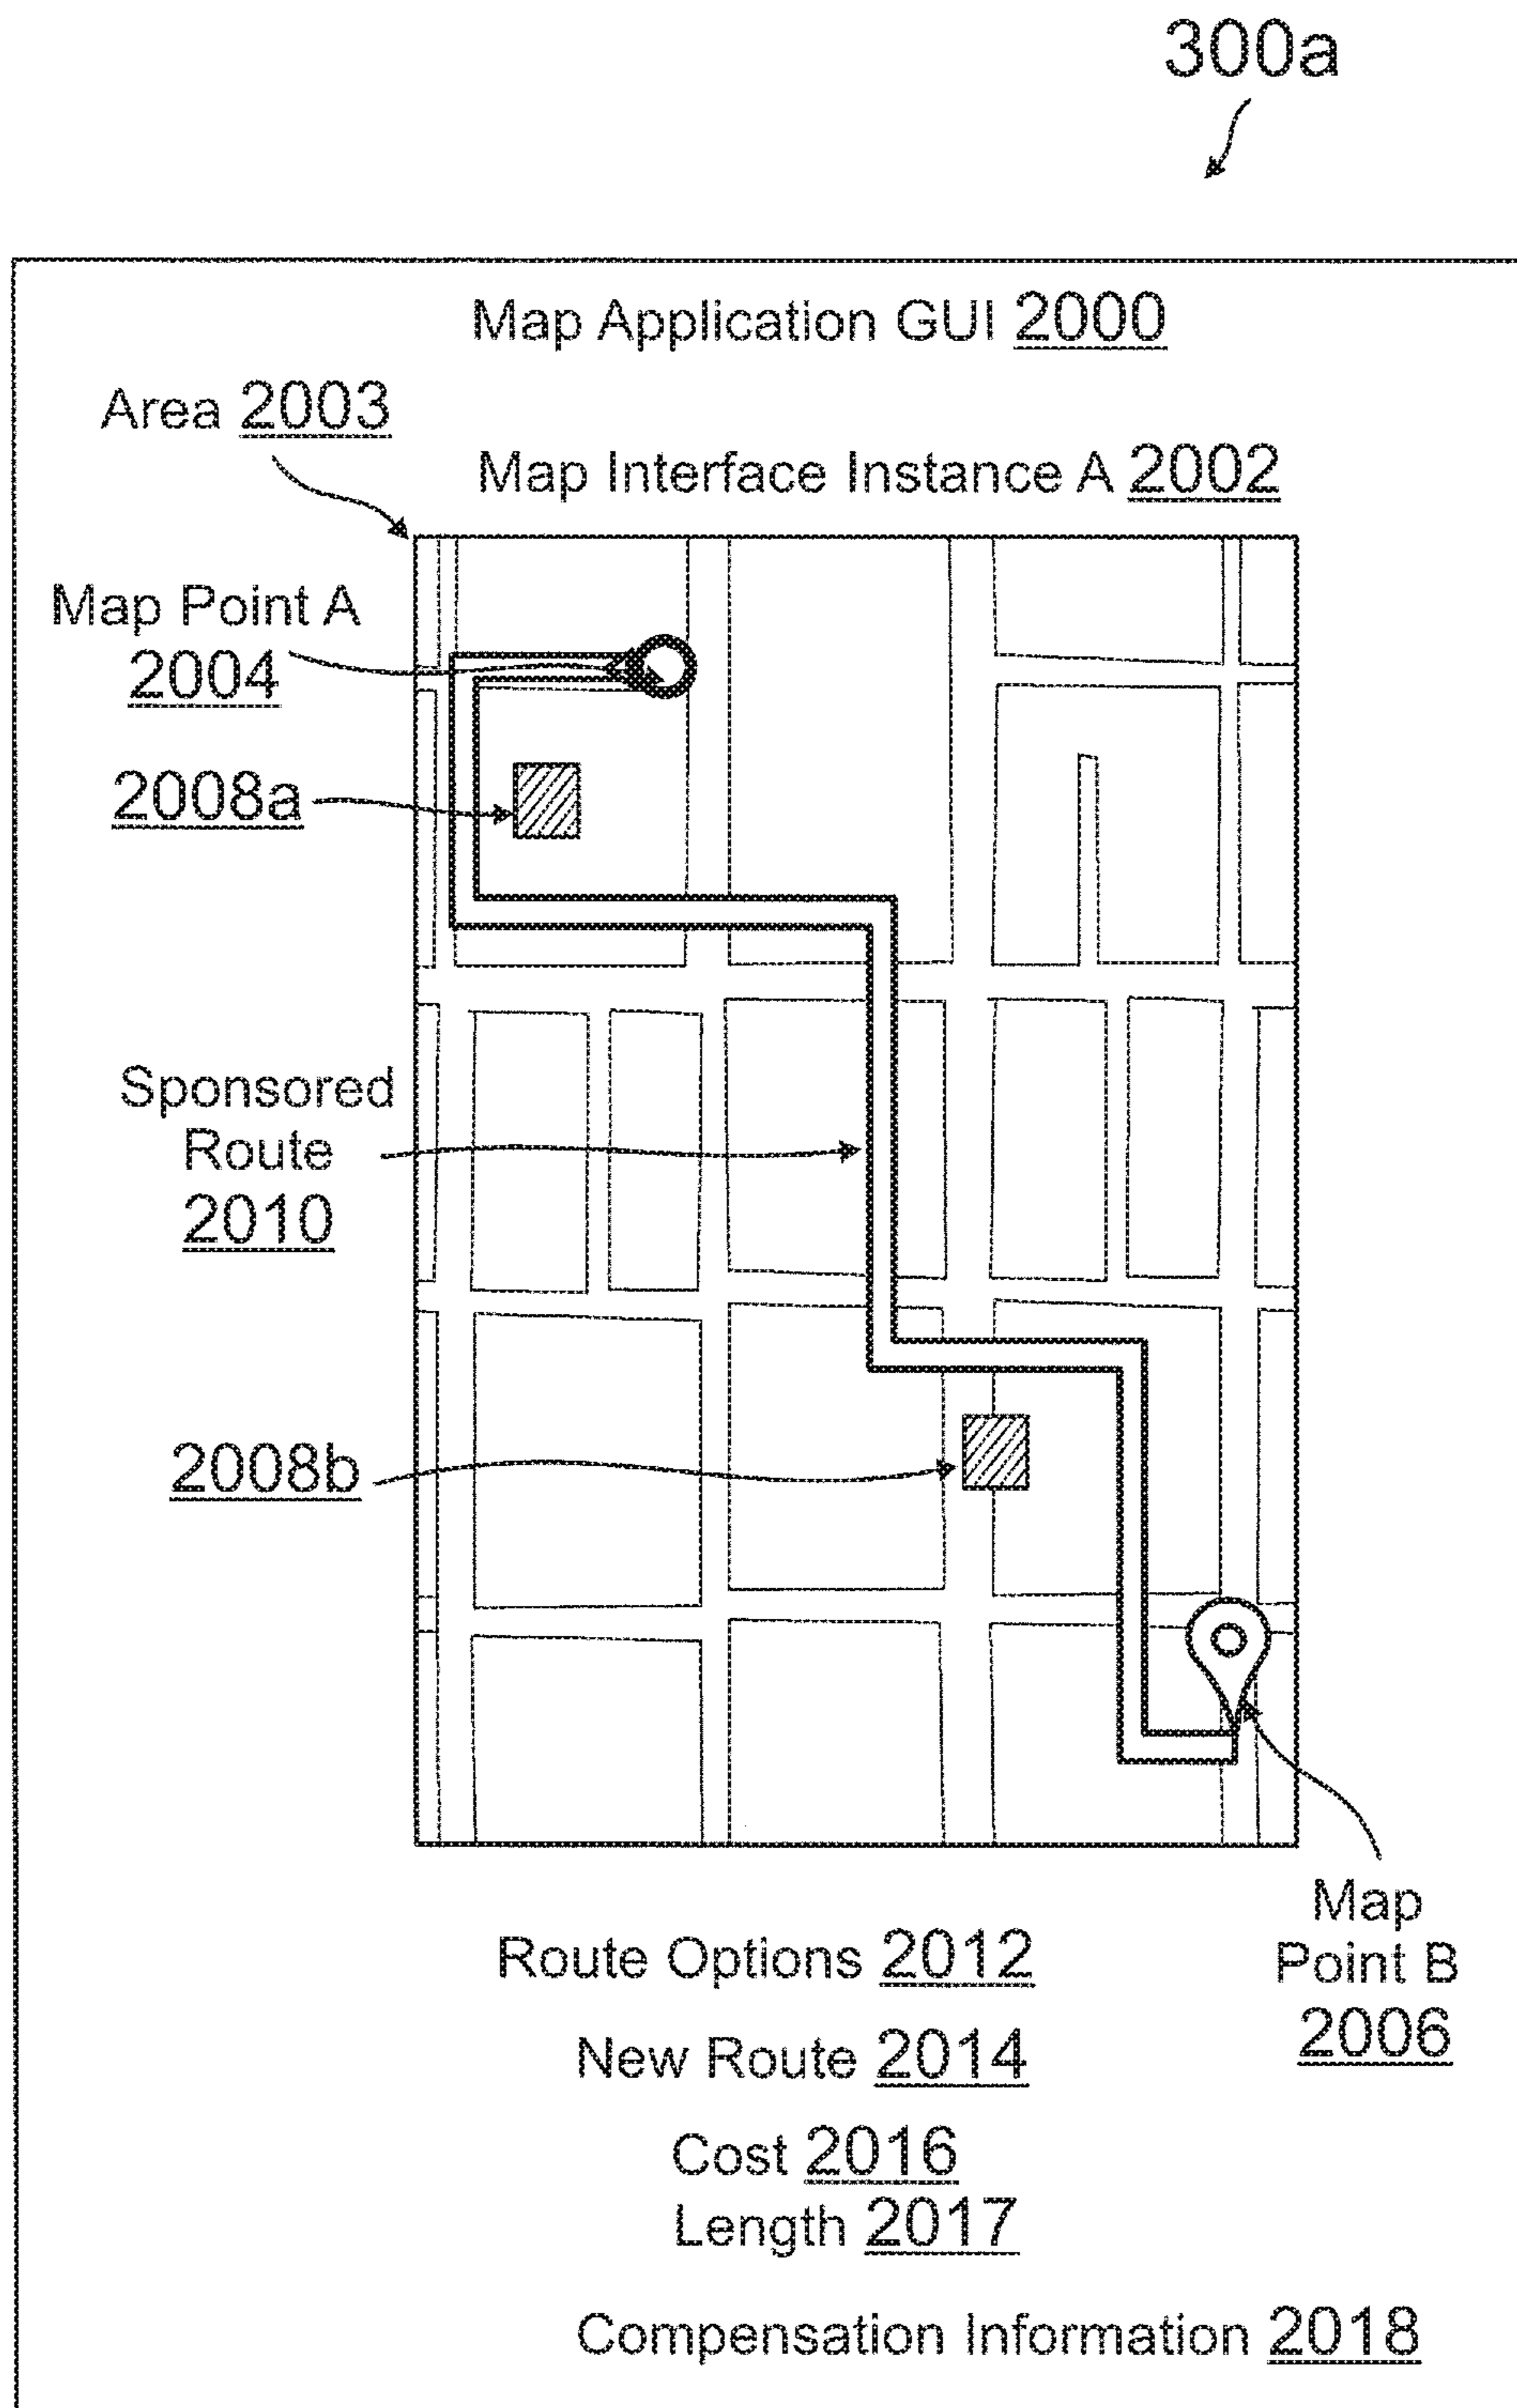 300a
Map Application GUI 2000
Area 2003
Map Interface Instance A 2002
Map Point A
2004
2008a
Sponsored
Route
2010
2008b
Map
Point B
2006
Route Options 2012
New Route 2014
Cost 2016
Length 2017
Compensation Information 2018